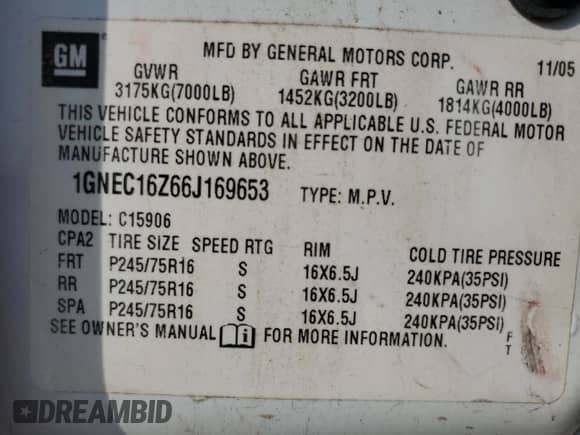 GM
MFD BY GENERAL MOTORS CORP. 11/05
GVWR GAWR FRT GAWR RR
3175KG(7000LB) 1452KG(3200LB) 1814KG(4000LB)
THIS VEHICLE CONFORMS TO ALL APPLICABLE U.S. FEDERAL MOTOR
VEHICLE SAFETY STANDARDS IN EFFECT ON THE DATE OF
MANUFACTURE SHOWN ABOVE.
1GNEC16Z66J169653 TYPE: M.P.V.
MODEL: C15906
CPA2 TIRE SIZE SPEED RTG RIM COLD TIRE PRESSURE
FRT P245/75R16 S 16X6.5J 240KPA(35PSI)
RR P245/75R16 S 16X6.5J 240KPA(35PSI)
SPA P245/75R16 S 16X6.5J 240KPA(35PSI)
SEE OWNER'S MANUAL FOR MORE INFORMATION. F
T
DREAMBID